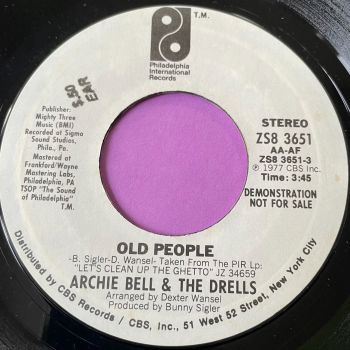 T.M.
Philadelphia
International
Records
$.50
EAR
Publisher:
Mighty Three
Music (BMI)
Recorded at Sigma
Sound Studios,
Phila., Pa.
Mastered at
Frankford/Wayne
Mastering Labs,
Philadelphia, PA
TSOP "The Sound of
Philadelphia" T.M.
STEREO
ZS8 3651
AA-AF
ZS8 3651-3
℗ 1977 CBS Inc.
Time: 3:45
DEMONSTRATION
NOT FOR SALE
OLD PEOPLE
-B. Sigler-D. Wansel- Taken From The PIR Lp:
"LET'S CLEAN UP THE GHETTO" JZ 34659
ARCHIE BELL & THE DRELLS
Arranged by Dexter Wansel
Produced by Bunny Sigler
Distributed by CBS Records / CBS, Inc., 51 West 52 Street, New York City